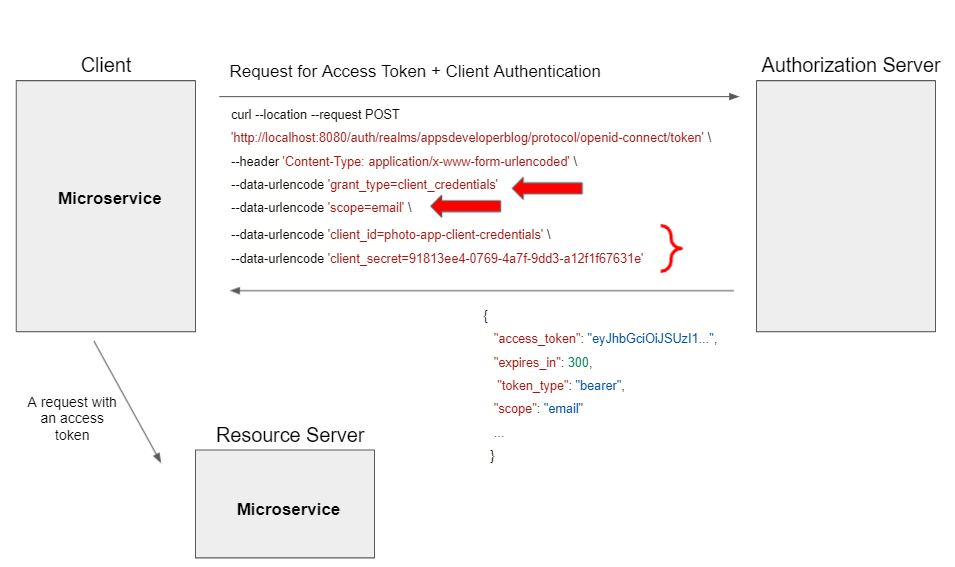 Client
Request for Access Token + Client Authentication
Authorization Server
curl --location --request POST
'http://localhost:8080/auth/realms/appsdeveloperblog/protocol/openid-connect/token' \
--header 'Content-Type: application/x-www-form-urlencoded' \
--data-urlencode 'grant_type=client_credentials'
--data-urlencode 'scope=email' \
--data-urlencode 'client_id=photo-app-client-credentials' \
--data-urlencode 'client_secret=91813ee4-0769-4a7f-9dd3-a12f1f67631e'
Microservice
{
"access_token": "eyJhbGciOiJSUzI1...",
"expires_in": 300,
"token_type": "bearer",
"scope": "email"
...
}
A request with
an access
token
Resource Server
Microservice